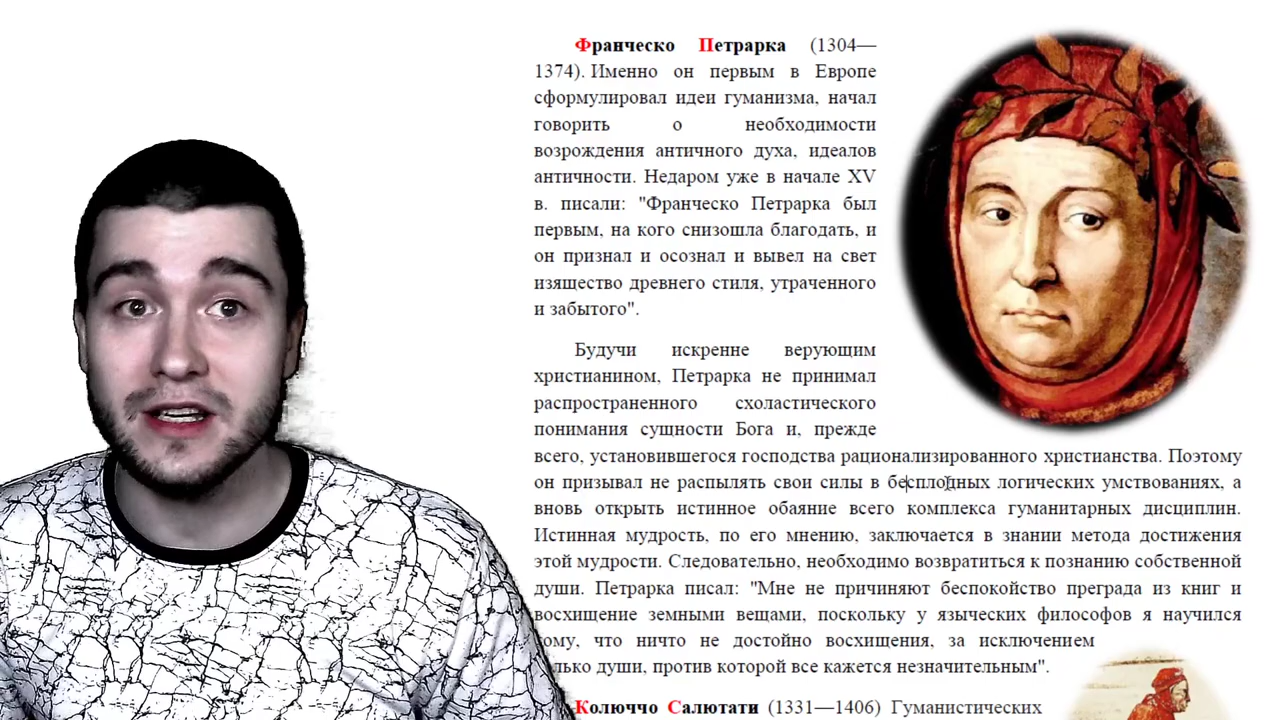 Франческо Петрарка (1304—
1374). Именно он первым в Европе
сформулировал идеи гуманизма, начал
говорить о необходимости
возрождения античного духа, идеалов
античности. Недаром уже в начале XV
в. писали: "Франческо Петрарка был
первым, на кого снизошла благодать, и
он признал и осознал и вывел на свет
изящество древнего стиля, утраченного
и забытого".
Будучи искренне верующим
христианином, Петрарка не принимал
распространенного схоластического
понимания сущности Бога и, прежде
всего, установившегося господства рационализированного христианства. Поэтому
он призывал не распылять свои силы в бесплодных логических умствованиях, а
вновь открыть истинное обаяние всего комплекса гуманитарных дисциплин.
Истинная мудрость, по его мнению, заключается в знании метода достижения
этой мудрости. Следовательно, необходимо возвратиться к познанию собственной
души. Петрарка писал: "Мне не причиняют беспокойство преграда из книг и
восхищение земными вещами, поскольку у языческих философов я научился
тому, что ничто не достойно восхищения, за исключением
только души, против которой все кажется незначительным".
Колюччо Салютати (1331—1406) Гуманистических